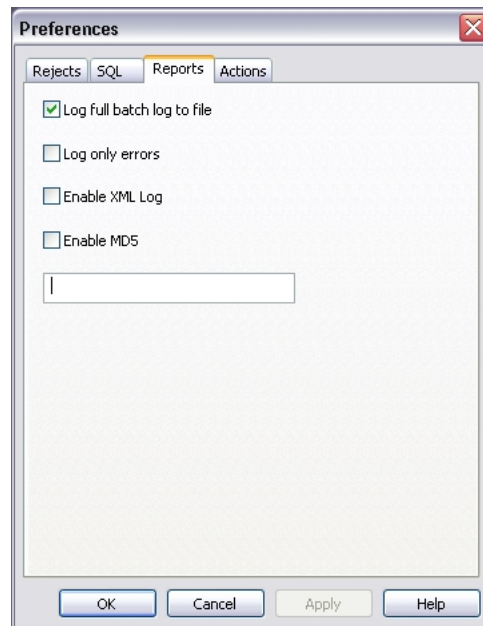 Preferences
Rejects SQL Reports Actions
Log full batch log to file
Log only errors
Enable XML Log
Enable MD5
OK Cancel Apply Help